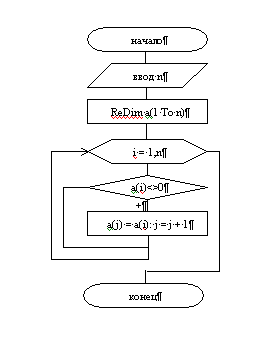 начало¶
ввод·n¶
ReDim·a(1·To·n)¶
i·=·1,n¶
a(i)<>0¶
+¶
a(j)·=·a(i):·j·=·j·+·1¶
конец¶